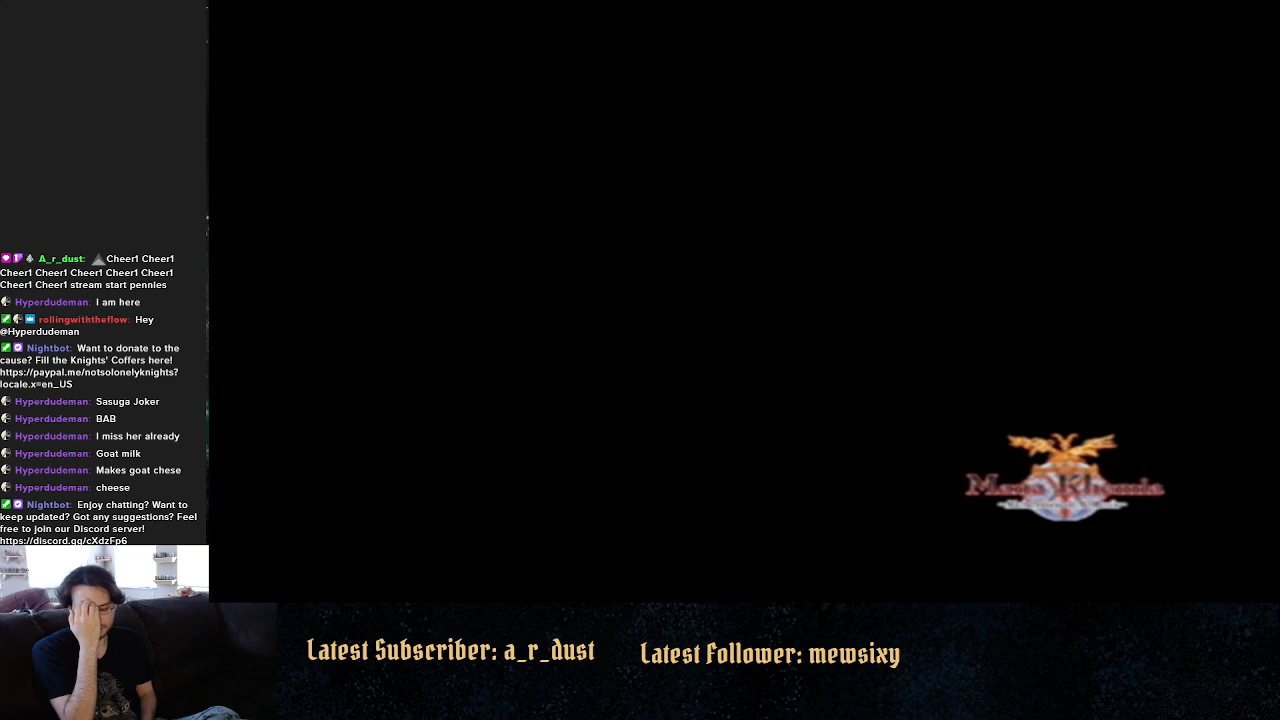 A_r_dust: Cheer1 Cheer1
Cheer1 Cheer1 Cheer1 Cheer1 Cheer1
Cheer1 Cheer1 stream start pennies
Hyperdudeman: I am here
rollingwiththeflow: Hey
@Hyperdudeman
Nightbot: Want to donate to the
cause? Fill the Knights' Coffers here!
https://paypal.me/notsolonelyknights?
locale.x=en_US
Hyperdudeman: Sasuga Joker
Hyperdudeman: BAB
Hyperdudeman: I miss her already
Hyperdudeman: Goat milk
Hyperdudeman: Makes goat chese
Hyperdudeman: cheese
Nightbot: Enjoy chatting? Want to
keep updated? Got any suggestions? Feel
free to join our Discord server!
https://discord.gg/cXdzFp6
Mana Khemia
Latest Subscriber: a_r_dust
Latest Follower: mewsixy